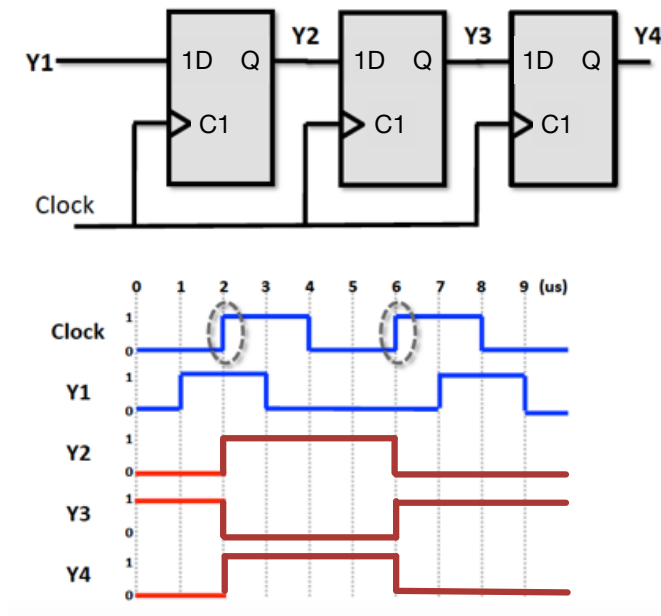 Y1 1D Q Y2 1D Q Y3 1D Q Y4
C1 C1 C1
Clock
0 1 2 3 4 5 6 7 8 9 (us)
Clock 1 0
Y1 1 0
Y2 1 0
Y3 1 0
Y4 1 0